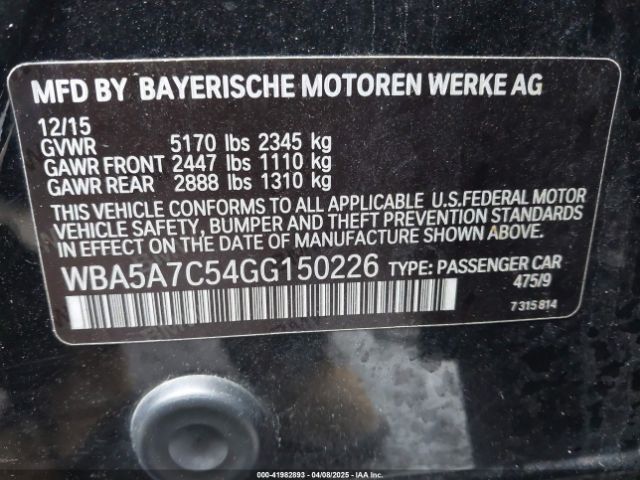 MFD BY BAYERISCHE MOTOREN WERKE AG
12/15
GVWR 5170 lbs 2345 kg
GAWR FRONT 2447 lbs 1110 kg
GAWR REAR 2888 lbs 1310 kg
THIS VEHICLE CONFORMS TO ALL APPLICABLE U.S.FEDERAL MOTOR
VEHICLE SAFETY, BUMPER AND THEFT PREVENTION STANDARDS
IN EFFECT ON THE DATE OF MANUFACTURE SHOWN ABOVE.
WBA5A7C54GG150226 TYPE: PASSENGER CAR
475/9
7 315 814
000-41982893 - 04/08/2025 - IAA Inc.